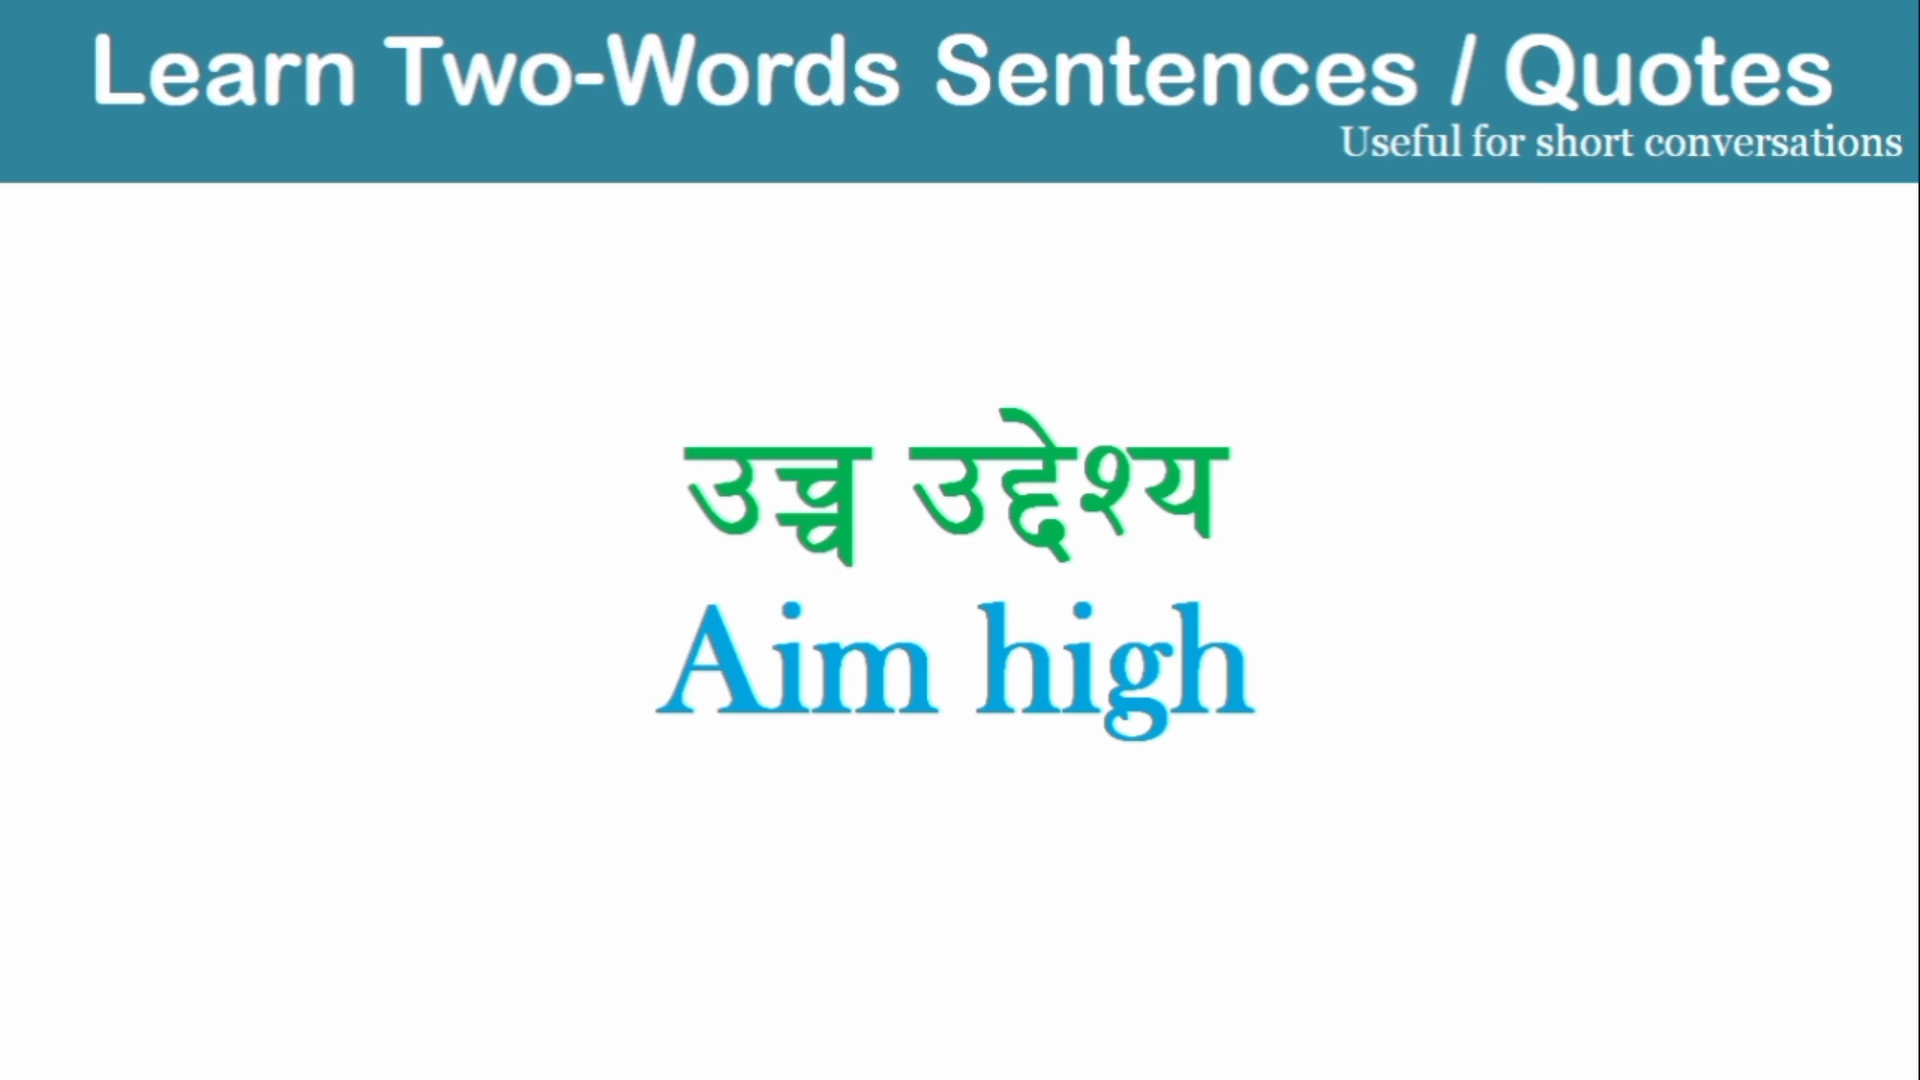 Learn Two-Words Sentences / Quotes
Useful for short conversations
उच्च उद्देश्य
Aim high